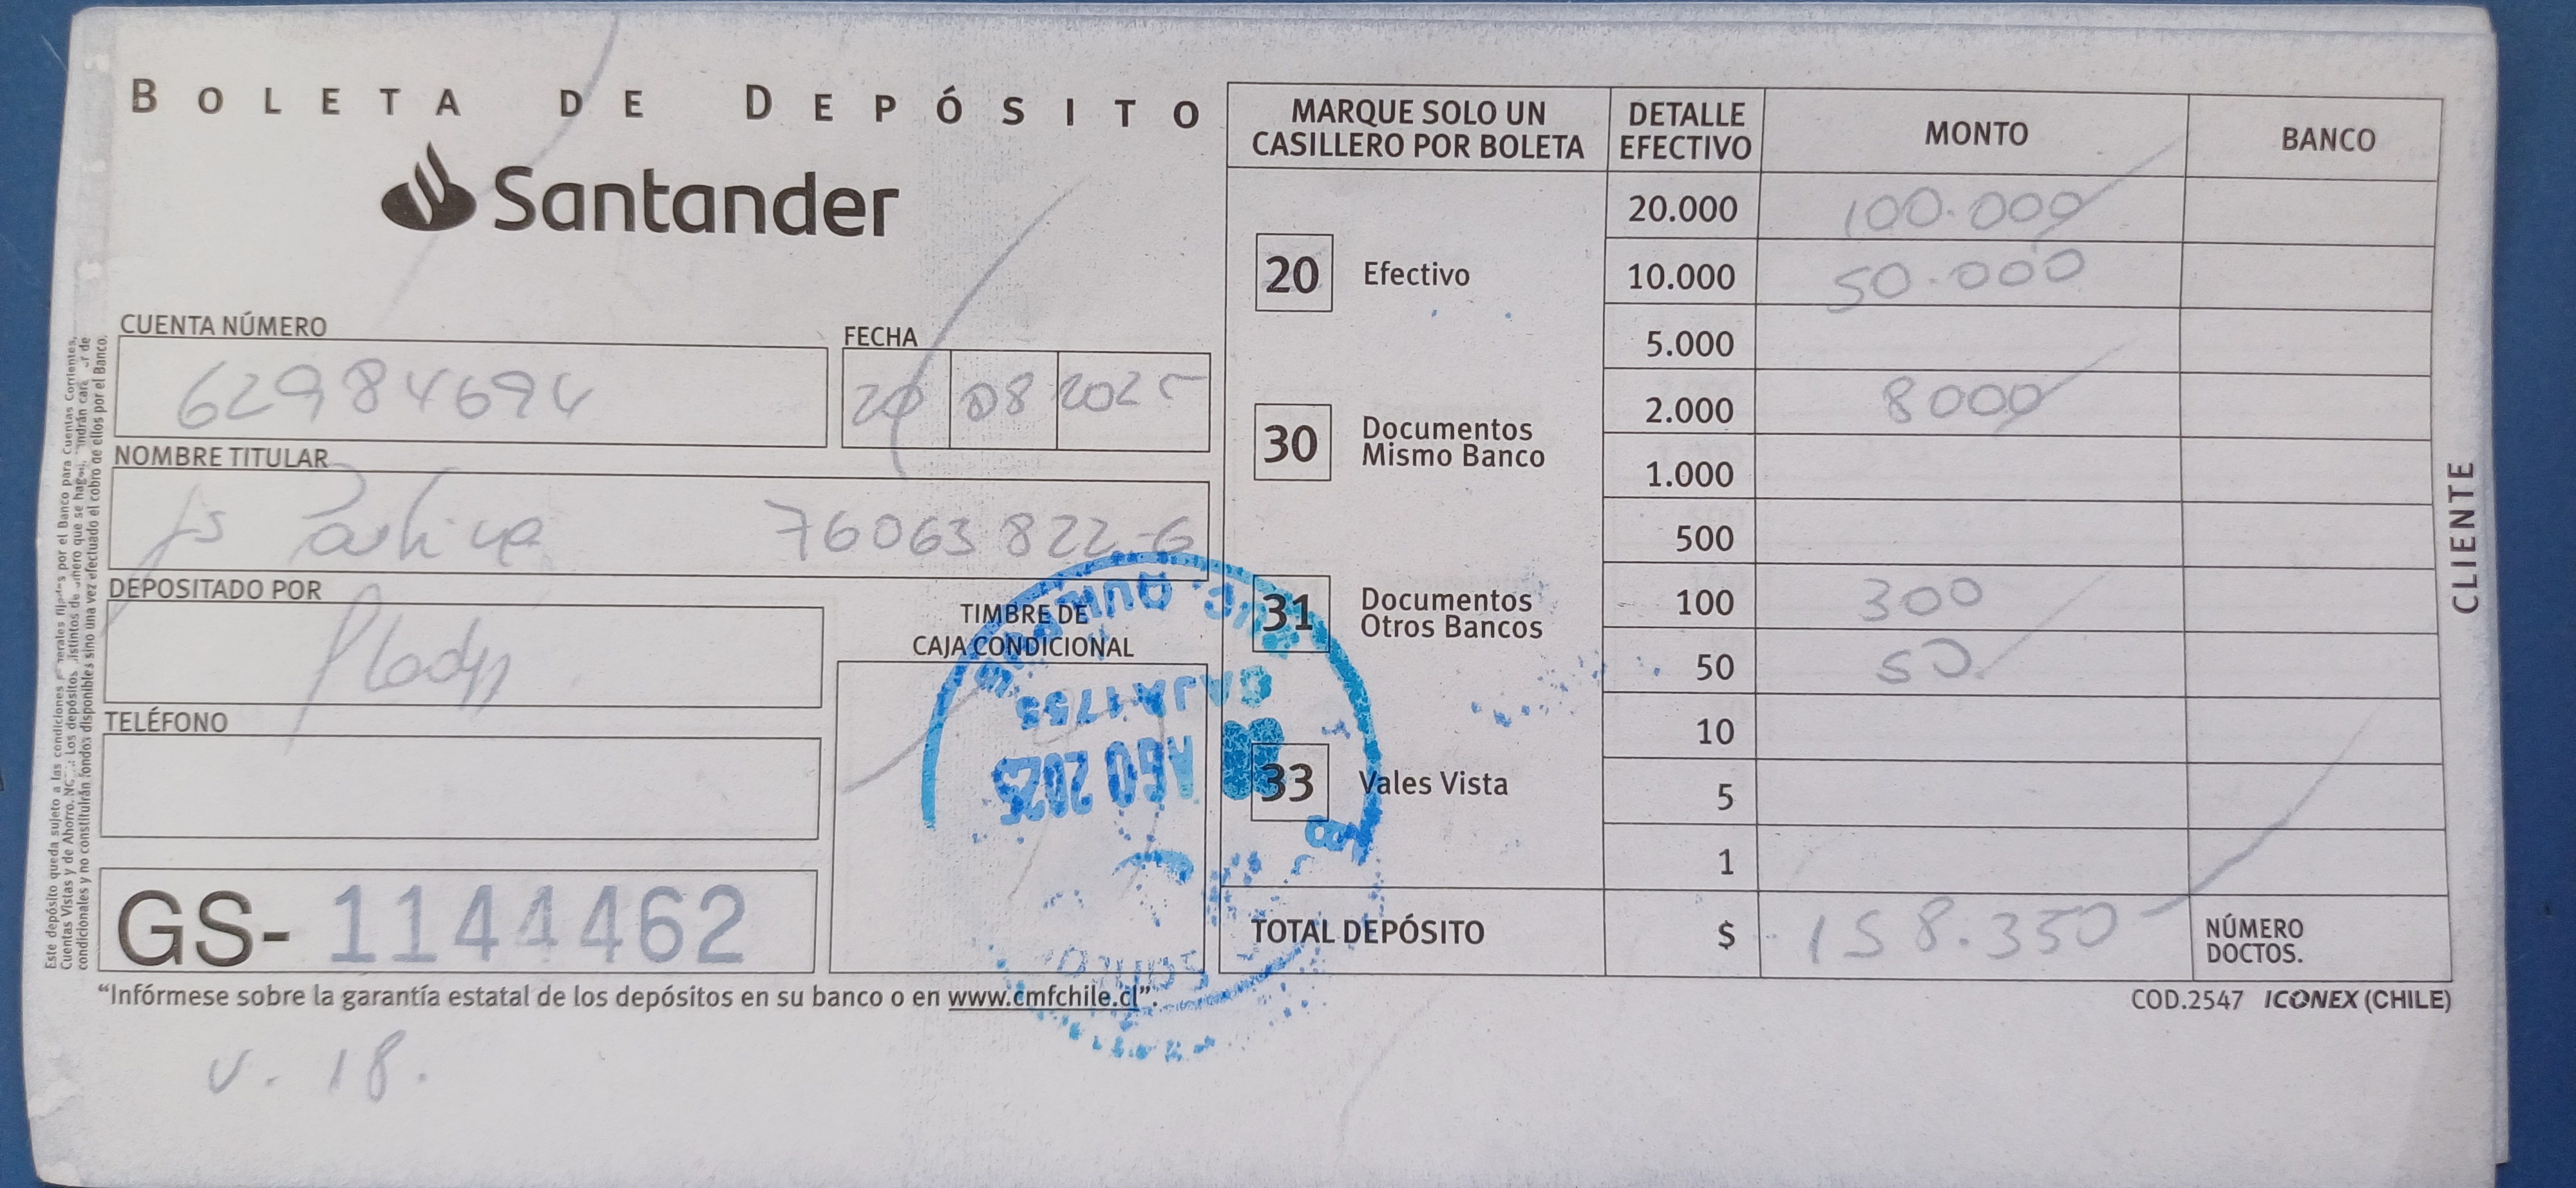 BOLETA DE DEPÓSITO
Santander
CUENTA NÚMERO
62984694
FECHA
20 08 2025
NOMBRE TITULAR
76063822-6
DEPOSITADO POR
TELÉFONO
TIMBRE DE
CAJA CONDICIONAL
GS- 1144462
"Infórmese sobre la garantía estatal de los depósitos en su banco o en www.cmfchile.cl".
v. 18.
MARQUE SOLO UN
CASILLERO POR BOLETA
20 Efectivo
30 Documentos
Mismo Banco
31 Documentos
Otros Bancos
33 Vales Vista
DETALLE
EFECTIVO MONTO BANCO
20.000 100.000
10.000 50.000
5.000
2.000 8000
1.000
500
100 300
50 50
10
5
1
TOTAL DEPÓSITO $ 158.350 NÚMERO
DOCTOS.
COD.2547 ICONEX (CHILE)
CLIENTE
CAJA 1755
AGO 2025